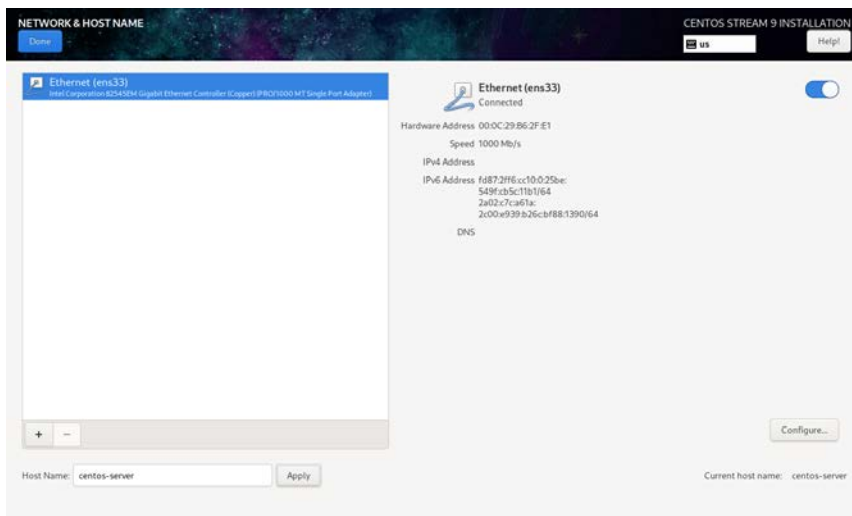 NETWORK & HOST NAME
CENTOS STREAM 9 INSTALLATION
Done
us
Help!
Ethernet (ens33)
Intel Corporation 82545EM Gigabit Ethernet Controller (Copper) (PRO/1000 MT Single Port Adapter)
Ethernet (ens33)
Connected
Hardware Address 00:0C:29:B6:2F:E1
Speed 1000 Mb/s
IPv4 Address
IPv6 Address fd87:2ff6:cc10:0:25be:
549f:cb5c:11b1/64
2a02:c7c:a61a:
2c00:e939:b26c:bf88:1390/64
DNS
+ −
Configure...
Host Name: centos-server
Apply
Current host name: centos-server